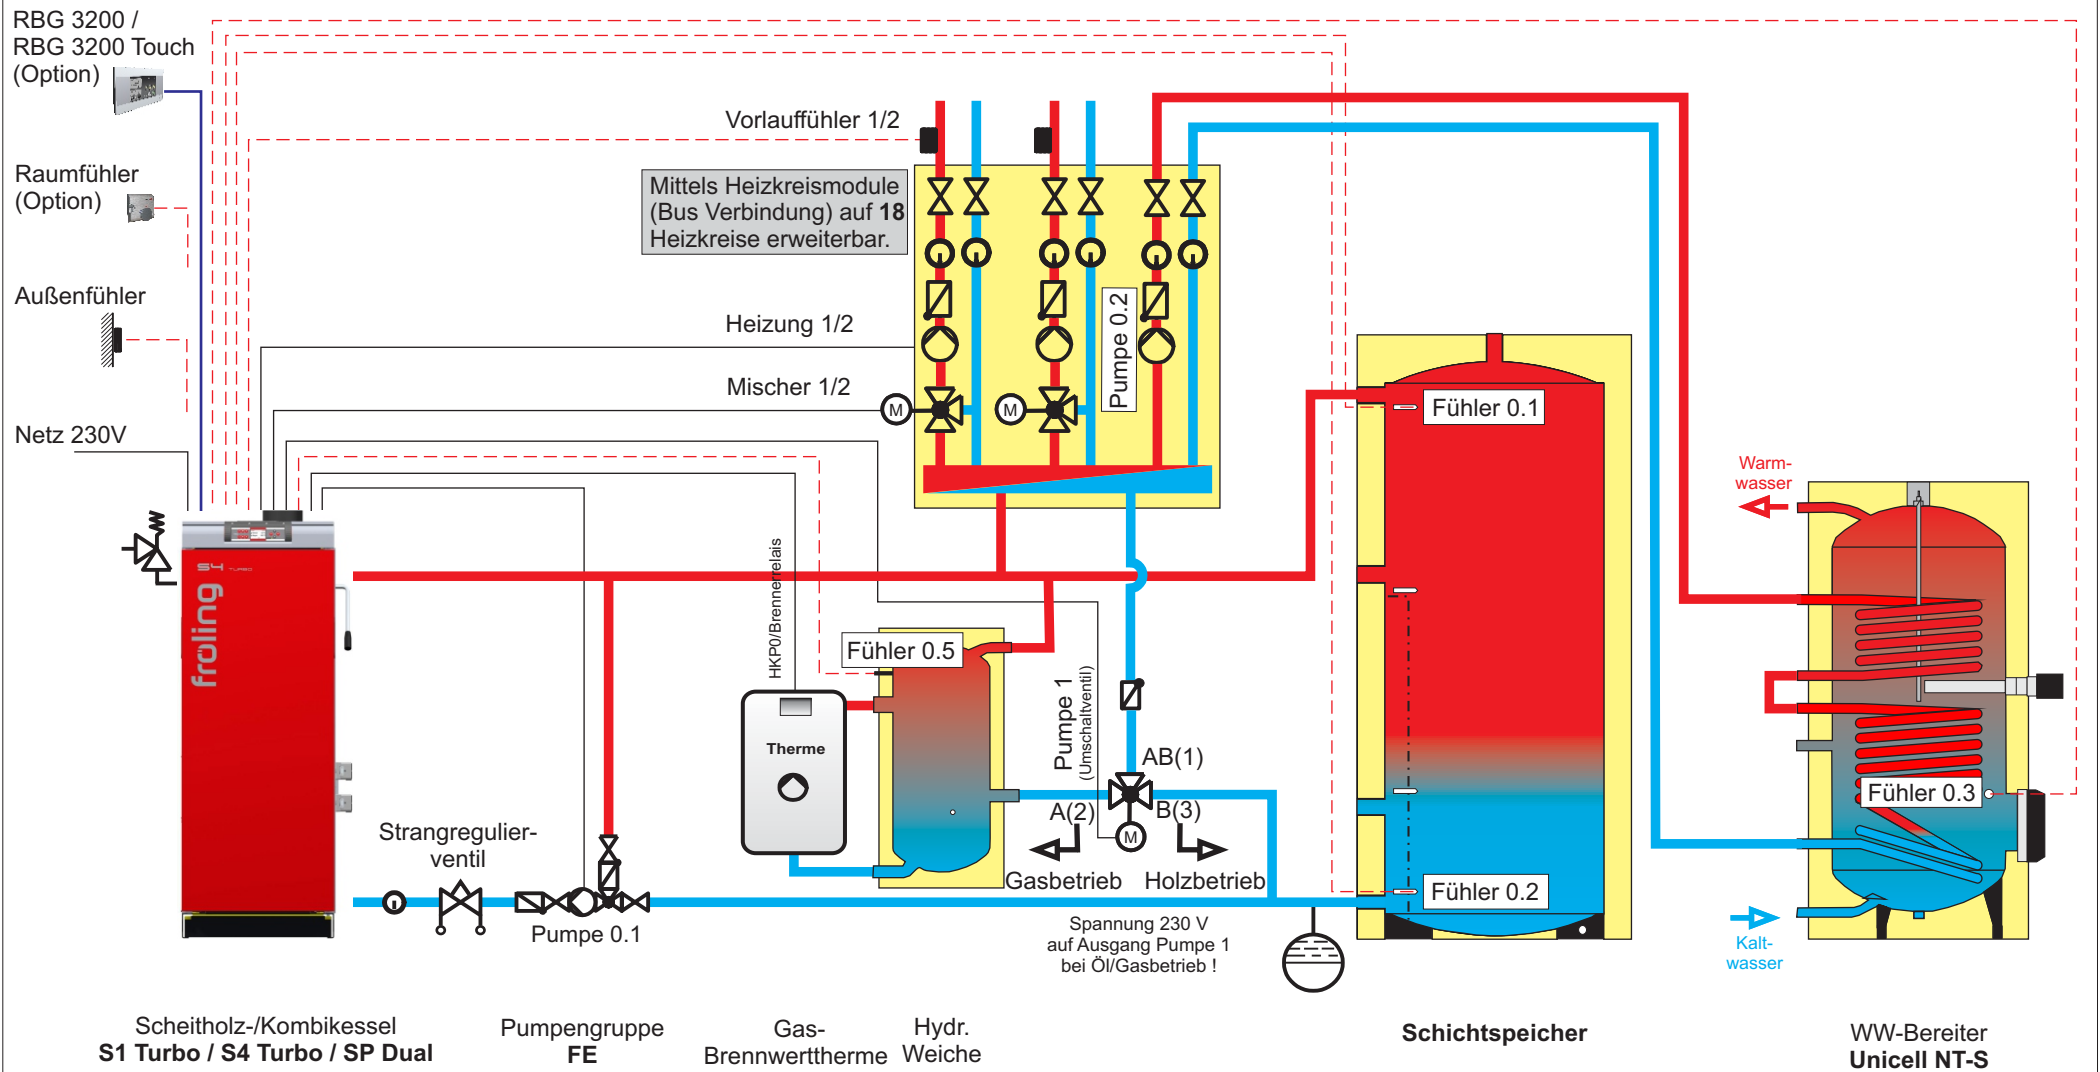 RBG 3200 /
RBG 3200 Touch
(Option)
Raumfühler
(Option)
Außenfühler
Netz 230V
Vorlauffühler 1/2
Mittels Heizkreismodule
(Bus Verbindung) auf 18
Heizkreise erweiterbar.
Heizung 1/2
Mischer 1/2
M
M
Pumpe 0.2
Fühler 0.1
Warm-
wasser
S4 TURBO
fröling
HKP0/Brennerrelais
Fühler 0.5
Therme
Pumpe 1
(Umschaltventil)
AB(1)
A(2)
B(3)
M
Gasbetrieb
Holzbetrieb
Fühler 0.3
Fühler 0.2
Strangregulier-
ventil
Pumpe 0.1
Spannung 230 V
auf Ausgang Pumpe 1
bei Öl/Gasbetrieb !
Kalt-
wasser
Scheitholz-/Kombikessel
S1 Turbo / S4 Turbo / SP Dual
Pumpengruppe
FE
Gas-
Brennwerttherme
Hydr.
Weiche
Schichtspeicher
WW-Bereiter
Unicell NT-S